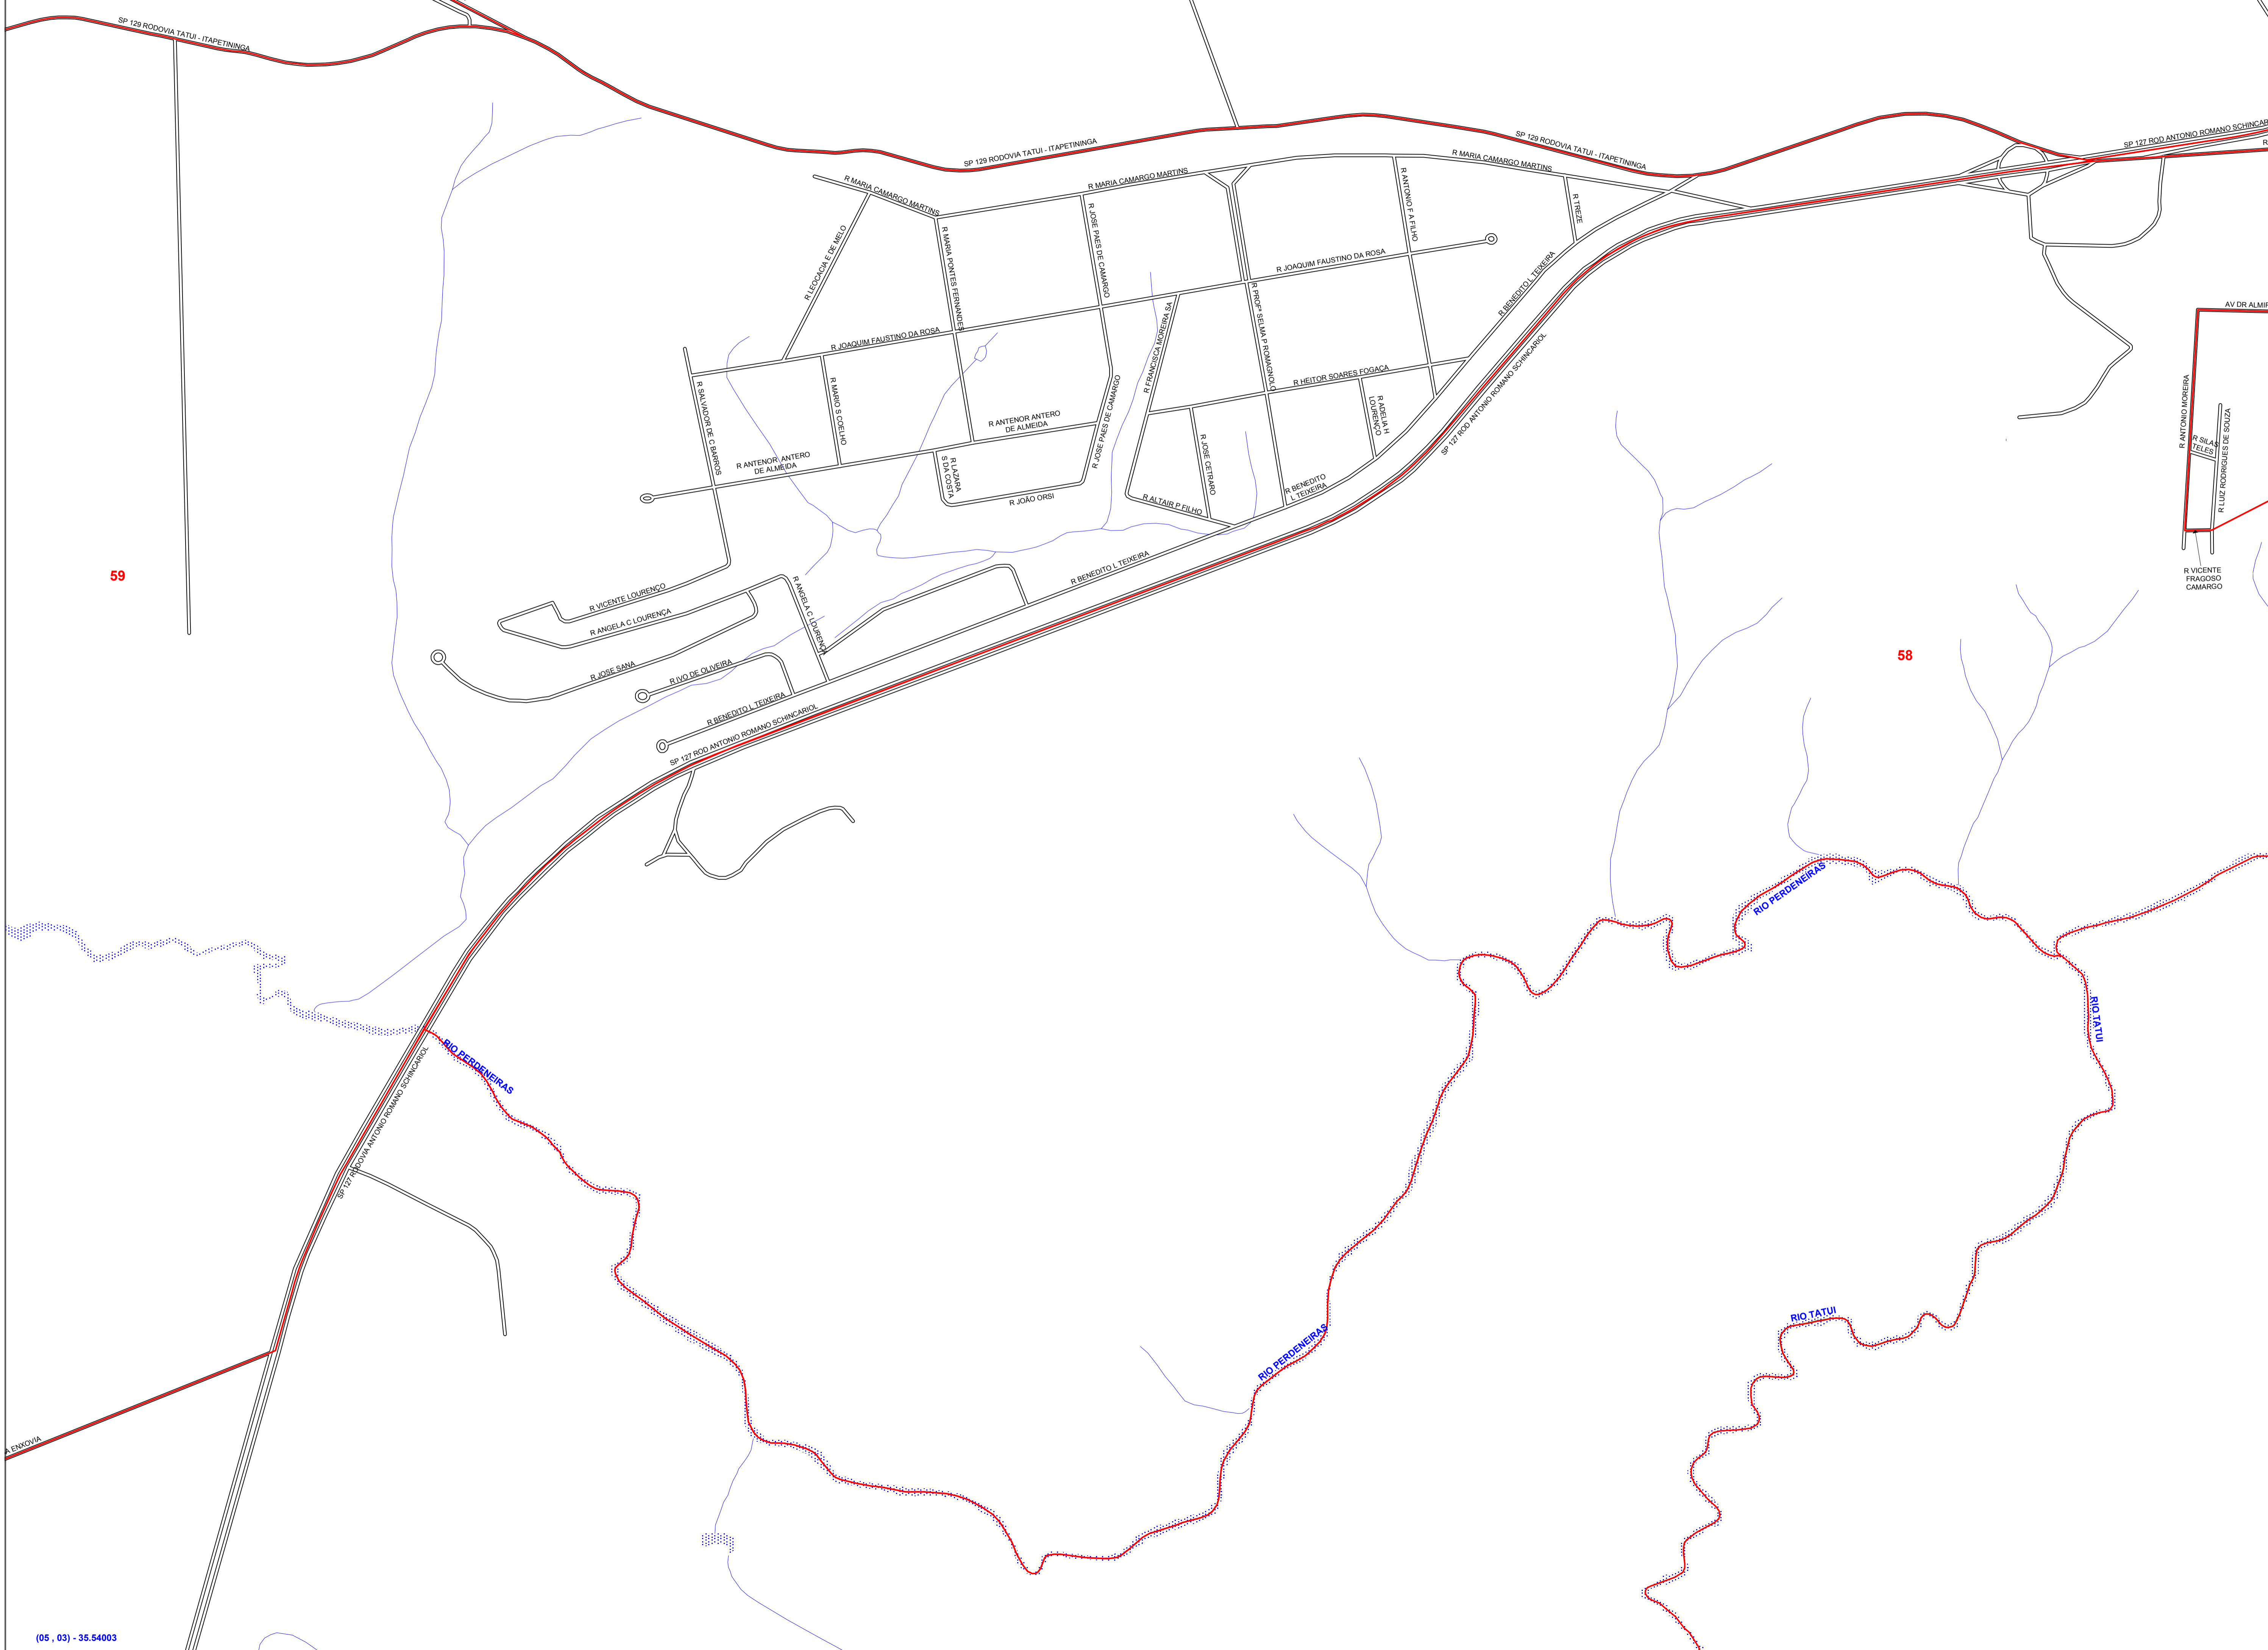 SP 129 RODOVIA TATUI - ITAPETININGA
SP 129 RODOVIA TATUI - ITAPETININGA
SP 129 RODOVIA TATUI - ITAPETININGA
SP 127 ROD ANTONIO ROMANO SCHINCAR
R
R MARIA CAMARGO MARTINS
R MARIA CAMARGO MARTINS
R MARIA CAMARGO MARTINS
R ANTONIO F A FILHO
R TREZE
R LEOCACIA E DE MELO
R MARIA PONTES FERNANDES
R JOSE PAES DE CAMARGO
R JOAQUIM FAUSTINO DA ROSA
R JOAQUIM FAUSTINO DA ROSA
R BENEDITO L TEIXEIRA
R FRANCISCA MOREIRA SA
R PROFª SELMA P ROMAGNOLO
AV DR ALMIR
R SALVADOR DE C BARROS
R MARIO S COELHO
R ANTENOR ANTERO
DE ALMEIDA
R JOSE PAES DE CAMARGO
R HEITOR SOARES FOGAÇA
R ADELIA H
LOURENÇO
SP 127 ROD ANTONIO ROMANO SCHINCARIOL
R ANTONIO MOREIRA
R SILAS
TELES
R LUIZ RODRIGUES DE SOUZA
R ANTENOR ANTERO
DE ALMEIDA
R LAZARA
S DA COSTA
R JOÃO ORSI
R JOSE CETRARO
R ALTAIR P FILHO
R BENEDITO
L TEIXEIRA
R BENEDITO L TEIXEIRA
R VICENTE
FRAGOSO
CAMARGO
59
R VICENTE LOURENÇO
R ANGELA C LOURENÇA
R ANGELA C LOURENÇA
58
R JOSE SANA
R IVO DE OLIVEIRA
R BENEDITO L TEIXEIRA
SP 127 ROD ANTONIO ROMANO SCHINCARIOL
RIO PERDENEIRAS
RIO TATUI
RIO PERDENEIRAS
SP 127 RODOVIA ANTONIO ROMANO SCHINCARIOL
RIO TATUI
RIO PERDENEIRAS
A ENXOVIA
(05 , 03) - 35.54003